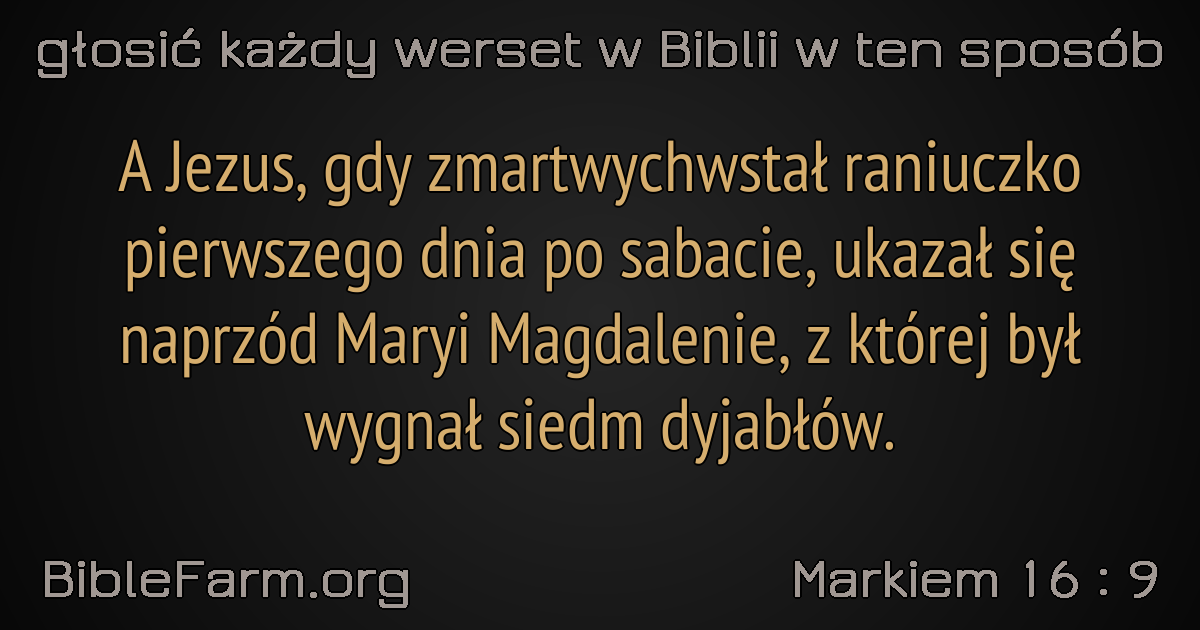 głosić każdy werset w Biblii w ten sposób
A Jezus, gdy zmartwychwstał raniuczko
pierwszego dnia po sabacie, ukazał się
naprzód Maryi Magdalenie, z której był
wygnał siedm dyjabłów.
BibleFarm.org
Markiem 16 : 9